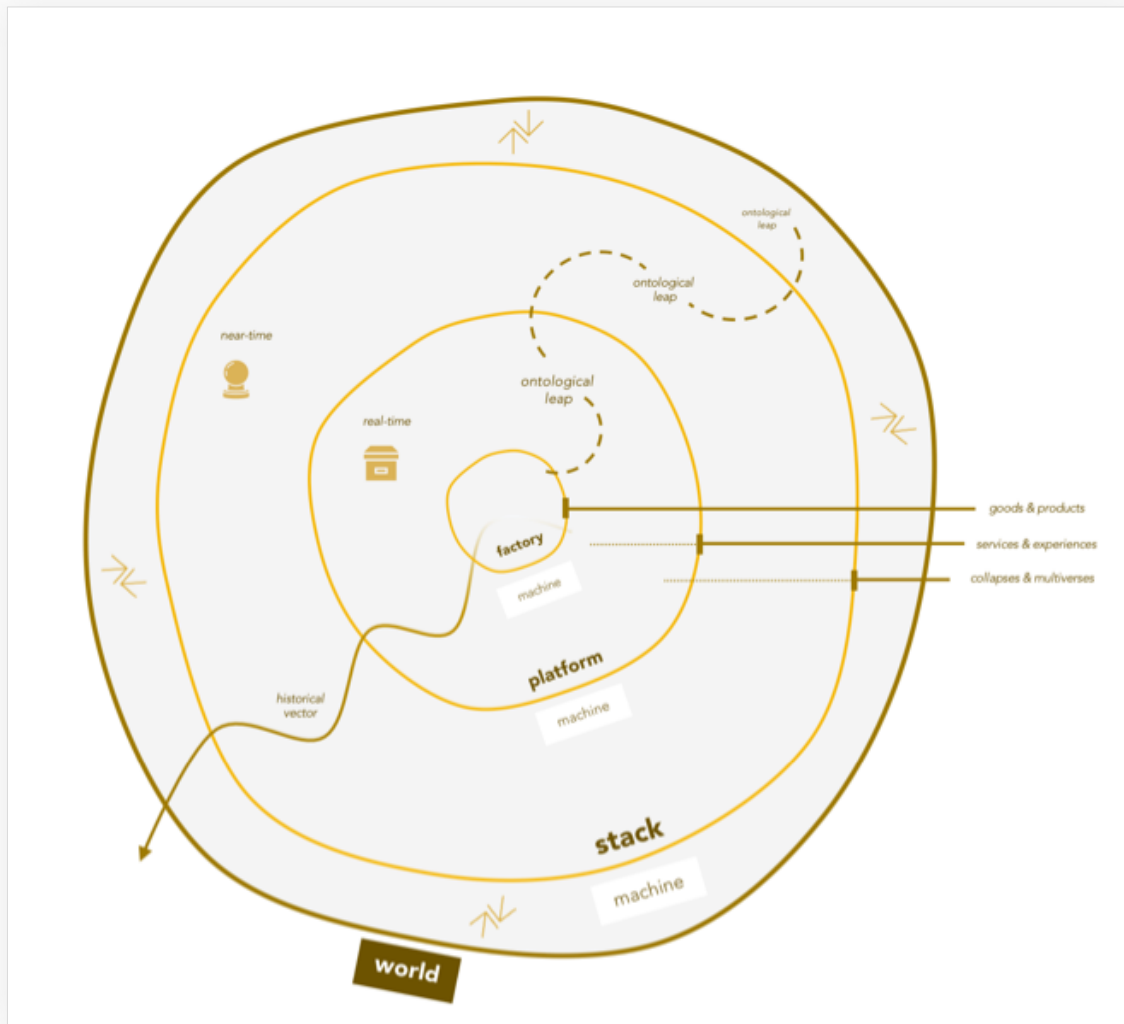 ontological
leap
ontological
leap
near-time
ontological
leap
real-time
goods & products
services & experiences
factory
collapses & multiverses
machine
platform
historical
vector
machine
stack
machine
world